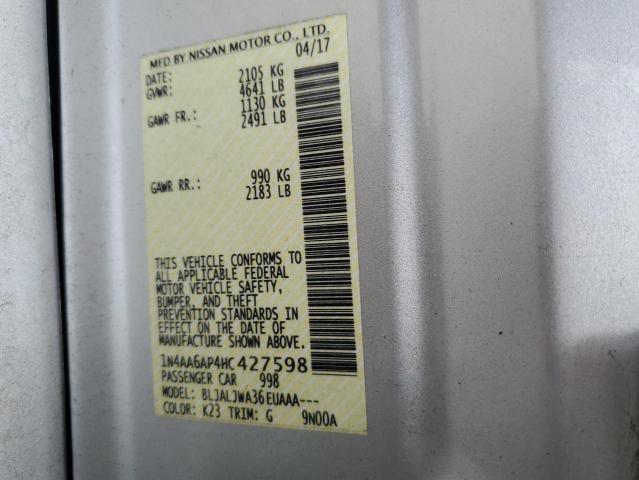 MFD BY NISSAN MOTOR CO., LTD.
04/17
DATE: 2105 KG
GVWR: 4641 LB
1130 KG
GAWR FR.: 2491 LB
990 KG
GAWR RR.: 2183 LB
THIS VEHICLE CONFORMS TO
ALL APPLICABLE FEDERAL
MOTOR VEHICLE SAFETY,
BUMPER, AND THEFT
PREVENTION STANDARDS IN
EFFECT ON THE DATE OF
MANUFACTURE SHOWN ABOVE.
1N4AA6AP4HC427598
PASSENGER CAR 998
MODEL: BLJALJWA36EUAAA---
COLOR: K23 TRIM: G 9N00A